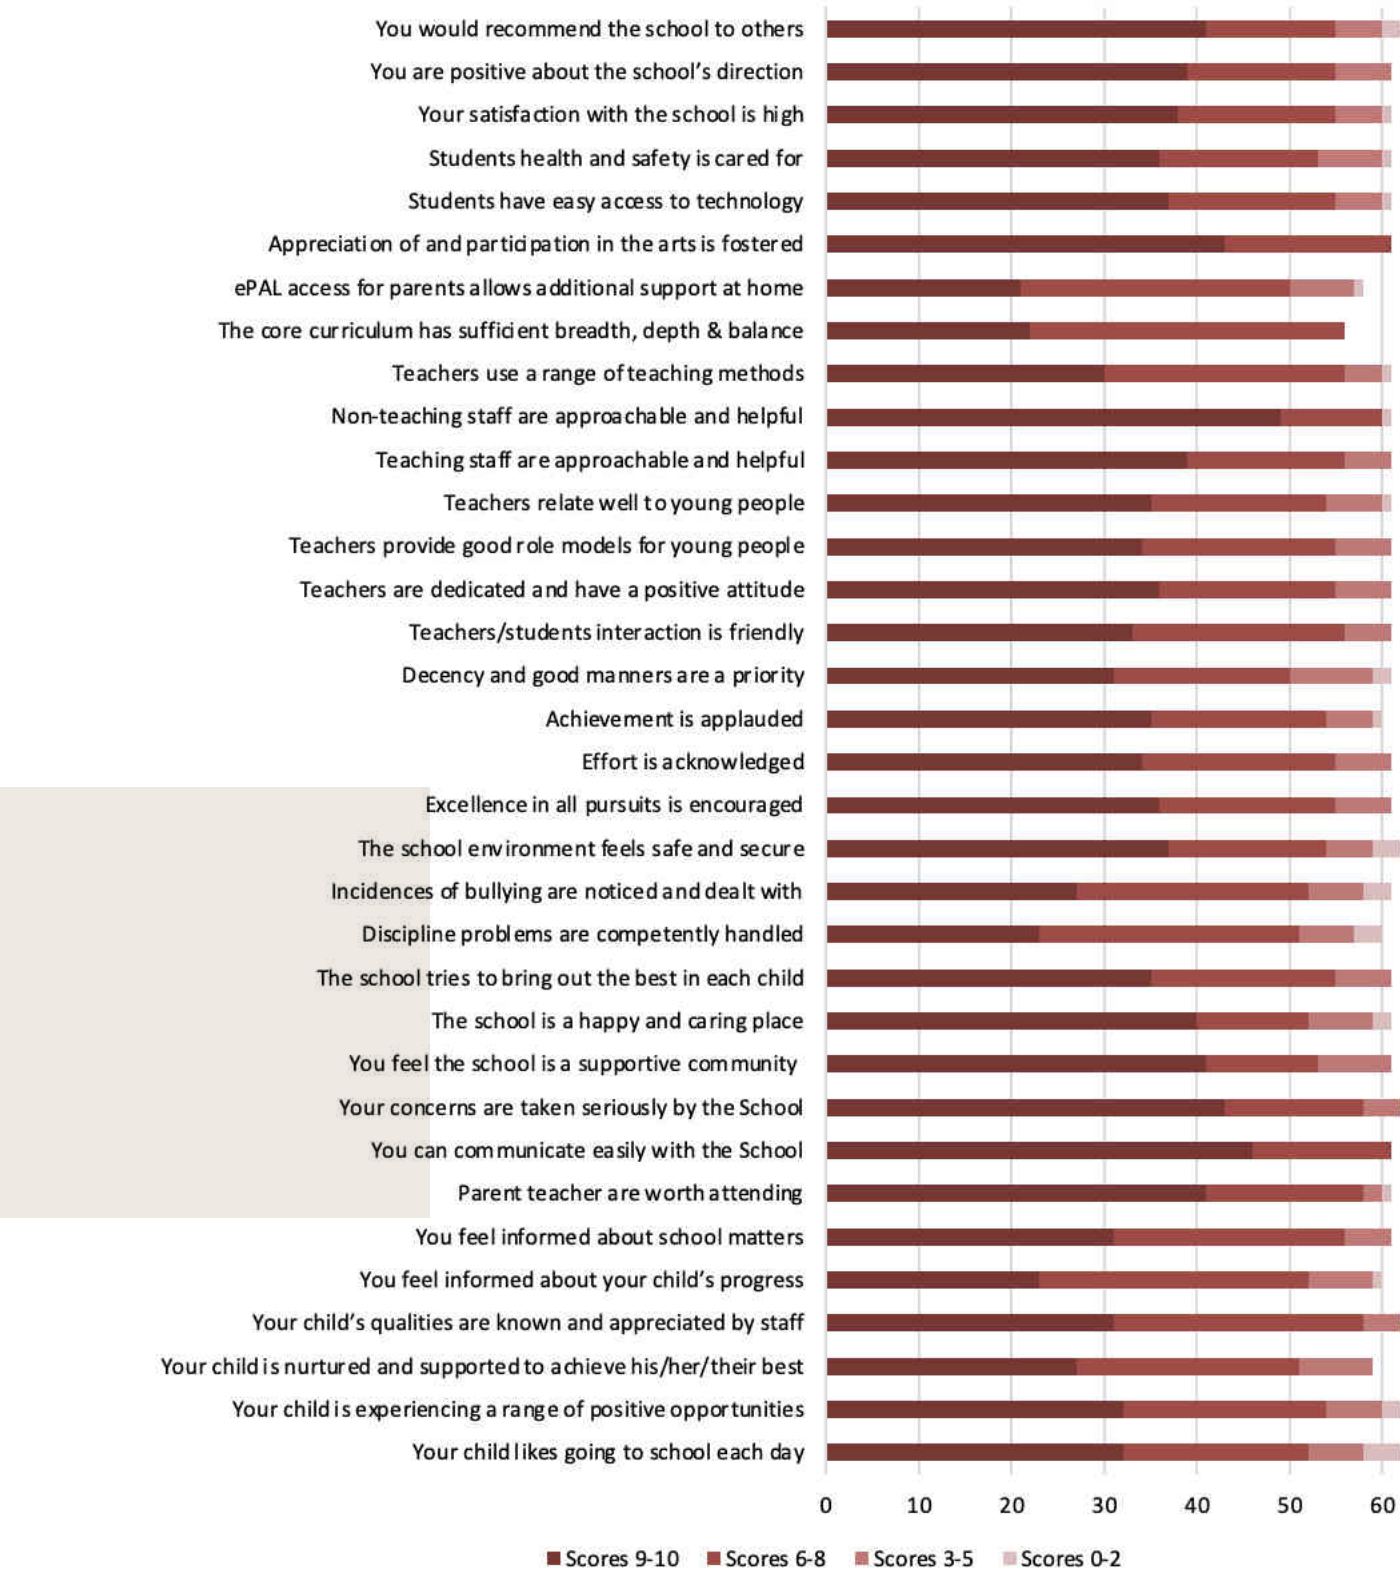 You would recommend the school to others
You are positive about the school’s direction
Your satisfaction with the school is high
Students health and safety is cared for
Students have easy access to technology
Appreciation of and participation in the arts is fostered
ePAL access for parents allows additional support at home
The core curriculum has sufficient breadth, depth & balance
Teachers use a range of teaching methods
Non-teaching staff are approachable and helpful
Teaching staff are approachable and helpful
Teachers relate well to young people
Teachers provide good role models for young people
Teachers are dedicated and have a positive attitude
Teachers/students interaction is friendly
Decency and good manners are a priority
Achievement is applauded
Effort is acknowledged
Excellence in all pursuits is encouraged
The school environment feels safe and secure
Incidences of bullying are noticed and dealt with
Discipline problems are competently handled
The school tries to bring out the best in each child
The school is a happy and caring place
You feel the school is a supportive community
Your concerns are taken seriously by the School
You can communicate easily with the School
Parent teacher are worth attending
You feel informed about school matters
You feel informed about your child’s progress
Your child’s qualities are known and appreciated by staff
Your child is nurtured and supported to achieve his/her/their best
Your child is experiencing a range of positive opportunities
Your child likes going to school each day
0 10 20 30 40 50 60
Scores 9-10 Scores 6-8 Scores 3-5 Scores 0-2